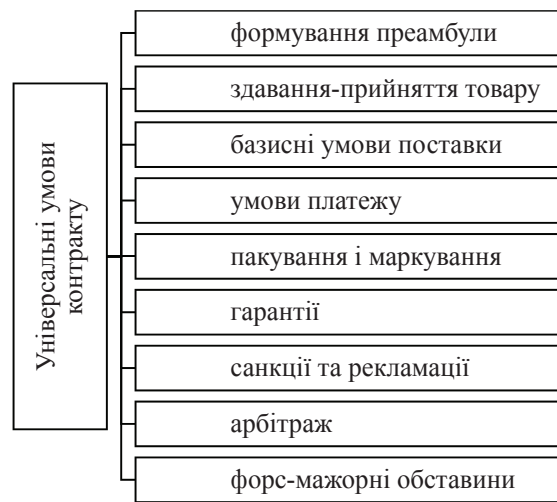 Універсальні умови
контракту
формування преамбули
здавання-прийняття товару
базисні умови поставки
умови платежу
пакування і маркування
гарантії
санкції та рекламації
арбітраж
форс-мажорні обставини